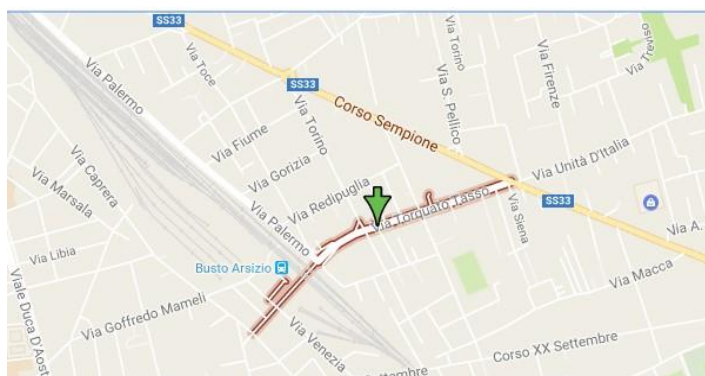 SS33
Via Palermo
Via Toce
Via Torino
Via Firenze
Via Treviso
SS33
Corso Sempione
Via S. Pellico
Via Fiume
Via Torino
Via Gorizia
Via Unità D'Italia
Via Caprera
Via Marsala
Via Redipuglia
Via Torquato Tasso
Via Siena
SS33
Via Palermo
Via A.
Via Libia
Busto Arsizio
Via Macca
Viale Duca D'Aost
Via Goffredo Mameli
Via Venezia
Corso XX Settembre
Settembre